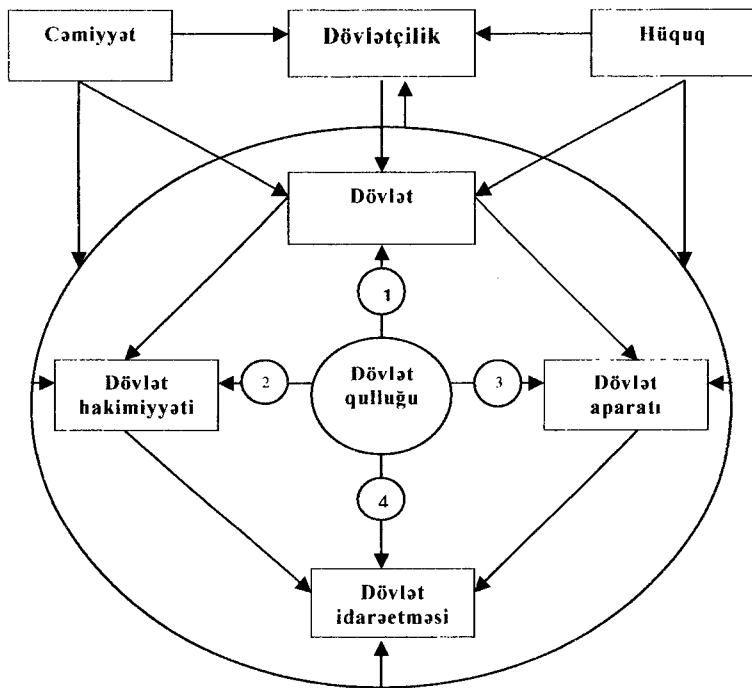 Cəmiyyət
Dövlətçilik
Hüquq
Dövlət
1
Dövlət
hakimiyyəti
2
Dövlət
qulluğu
3
Dövlət
aparatı
4
Dövlət
idarəetməsi